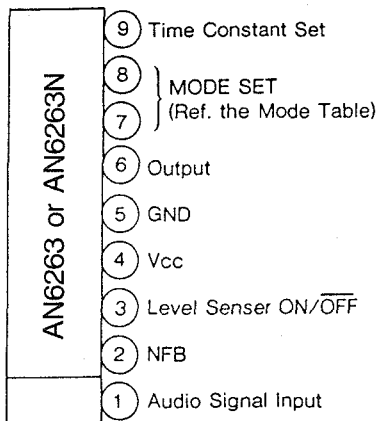 AN6263 or AN6263N
9 Time Constant Set
8
7
MODE SET
(Ref. the Mode Table)
6 Output
5 GND
4 Vcc
3 Level Senser ON/O̅F̅F̅
2 NFB
1 Audio Signal Input